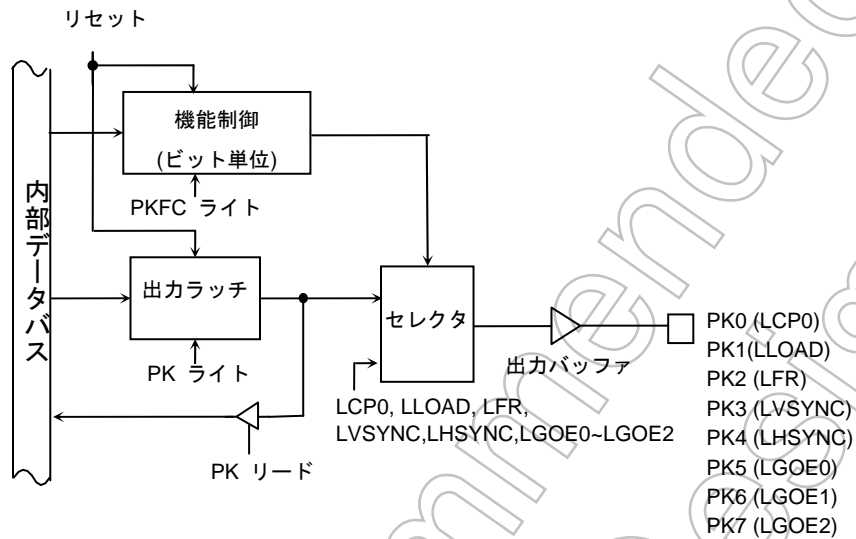 リセット
機能制御
(ビット単位)
PKFC ライト
内部データバス
出力ラッチ
PK ライト
セレクタ
出力バッファ
LCP0, LLOAD, LFR,
LVSYNC,LHSYNC,LGOE0~LGOE2
PK リード
PK0 (LCP0)
PK1(LLOAD)
PK2 (LFR)
PK3 (LVSYNC)
PK4 (LHSYNC)
PK5 (LGOE0)
PK6 (LGOE1)
PK7 (LGOE2)